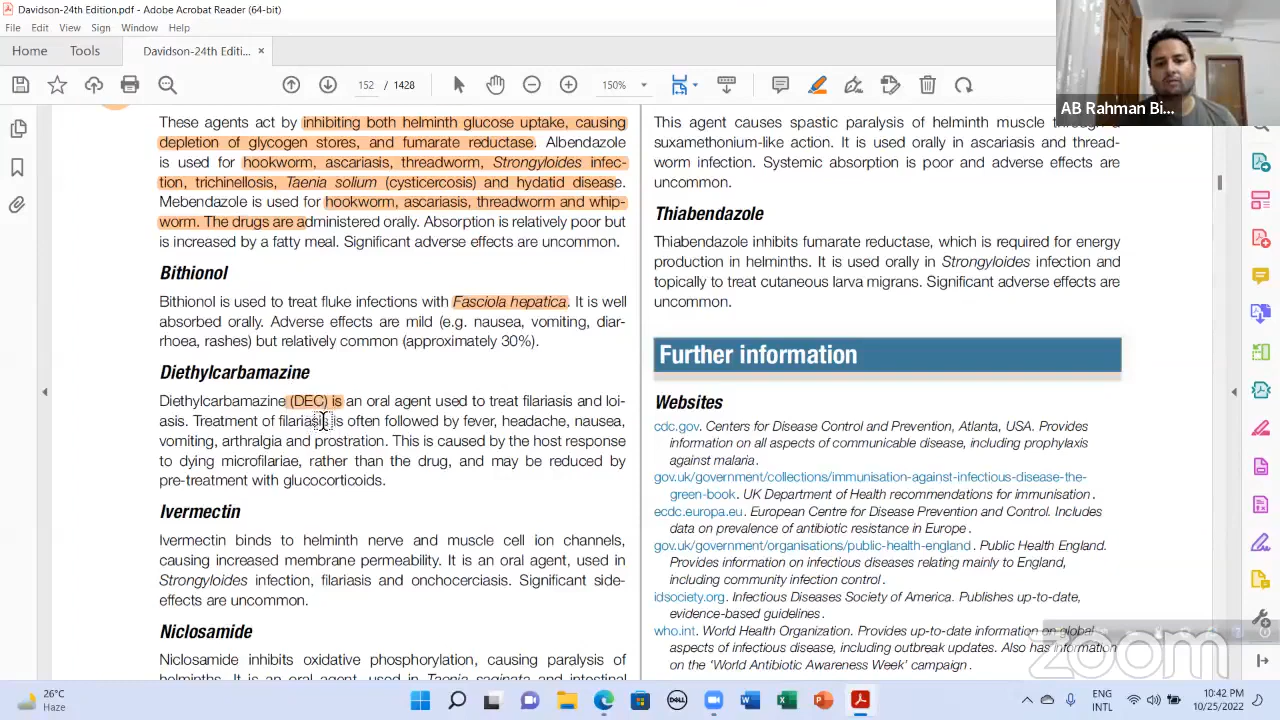 Davidson-24th Edition.pdf - Adobe Acrobat Reader (64-bit)
File Edit View Sign Window Help
Home Tools Davidson-24th Editi... ×
152 / 1428 150%
AB Rahman Bi...
These agents act by inhibiting both helminth glucose uptake, causing
depletion of glycogen stores, and fumarate reductase. Albendazole
is used for hookworm, ascariasis, threadworm, Strongyloides infec-
tion, trichinellosis, Taenia solium (cysticercosis) and hydatid disease.
Mebendazole is used for hookworm, ascariasis, threadworm and whip-
worm. The drugs are administered orally. Absorption is relatively poor but
is increased by a fatty meal. Significant adverse effects are uncommon.
Bithionol
Bithionol is used to treat fluke infections with Fasciola hepatica. It is well
absorbed orally. Adverse effects are mild (e.g. nausea, vomiting, diar-
rhoea, rashes) but relatively common (approximately 30%).
Diethylcarbamazine
Diethylcarbamazine (DEC) is an oral agent used to treat filariasis and loi-
asis. Treatment of filariasis is often followed by fever, headache, nausea,
vomiting, arthralgia and prostration. This is caused by the host response
to dying microfilariae, rather than the drug, and may be reduced by
pre-treatment with glucocorticoids.
Ivermectin
Ivermectin binds to helminth nerve and muscle cell ion channels,
causing increased membrane permeability. It is an oral agent, used in
Strongyloides infection, filariasis and onchocerciasis. Significant side-
effects are uncommon.
Niclosamide
Niclosamide inhibits oxidative phosphorylation, causing paralysis of
helminths. It is an oral agent, used in Taenia saginata and intestinal
This agent causes spastic paralysis of helminth muscle through a
suxamethonium-like action. It is used orally in ascariasis and thread-
worm infection. Systemic absorption is poor and adverse effects are
uncommon.
Thiabendazole
Thiabendazole inhibits fumarate reductase, which is required for energy
production in helminths. It is used orally in Strongyloides infection and
topically to treat cutaneous larva migrans. Significant adverse effects are
uncommon.
Further information
Websites
cdc.gov. Centers for Disease Control and Prevention, Atlanta, USA. Provides
information on all aspects of communicable disease, including prophylaxis
against malaria.
gov.uk/government/collections/immunisation-against-infectious-disease-the-
green-book. UK Department of Health recommendations for immunisation.
ecdc.europa.eu. European Centre for Disease Prevention and Control. Includes
data on prevalence of antibiotic resistance in Europe.
gov.uk/government/organisations/public-health-england. Public Health England.
Provides information on infectious diseases relating mainly to England,
including community infection control.
idsociety.org. Infectious Diseases Society of America. Publishes up-to-date,
evidence-based guidelines.
who.int. World Health Organization. Provides up-to-date information on global
aspects of infectious disease, including outbreak updates. Also has information
on the ‘World Antibiotic Awareness Week’ campaign.
zoom
26°C
Haze
DELL
ENG
INTL
10:42 PM
10/25/2022